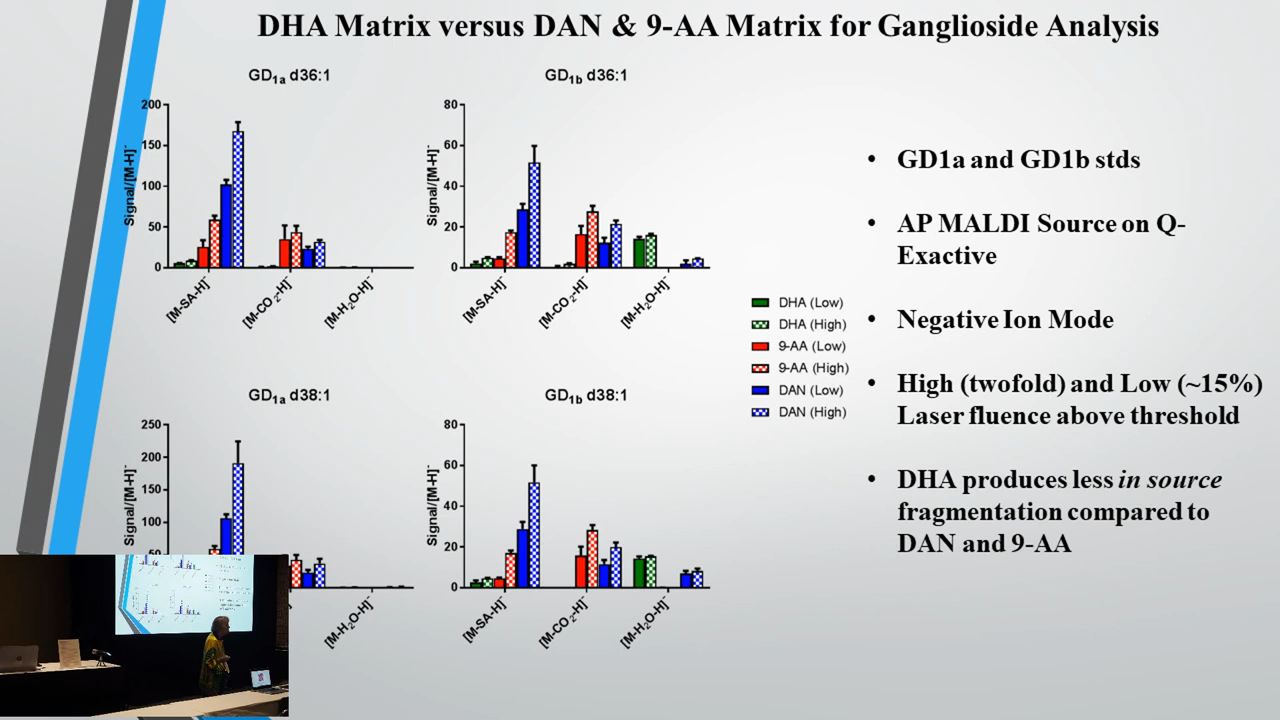 DHA Matrix versus DAN & 9-AA Matrix for Ganglioside Analysis
GD1a d36:1
200
150
100
50
0
Signal/[M-H]-
[M-SA-H]-
[M-CO2-H]-
[M-H2O-H]-
GD1b d36:1
80
60
40
20
0
Signal/[M-H]-
[M-SA-H]-
[M-CO2-H]-
[M-H2O-H]-
GD1a d38:1
250
200
150
100
50
Signal/[M-H]-
[M-H2O-H]-
GD1b d38:1
80
60
40
20
0
Signal/[M-H]-
[M-SA-H]-
[M-CO2-H]-
[M-H2O-H]-
DHA (Low)
DHA (High)
9-AA (Low)
9-AA (High)
DAN (Low)
DAN (High)
• GD1a and GD1b stds
• AP MALDI Source on Q-
Exactive
• Negative Ion Mode
• High (twofold) and Low (~15%)
Laser fluence above threshold
• DHA produces less in source
fragmentation compared to
DAN and 9-AA